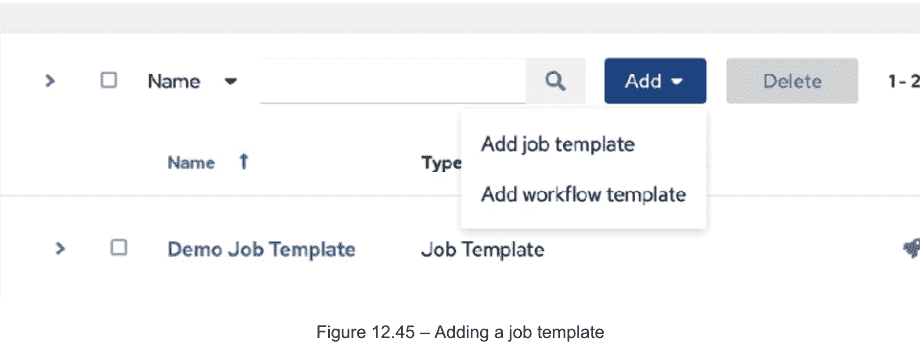 Name Add Delete 1 - 2
Add job template
Name Type
Add workflow template
Demo Job Template Job Template
Figure 12.45 – Adding a job template